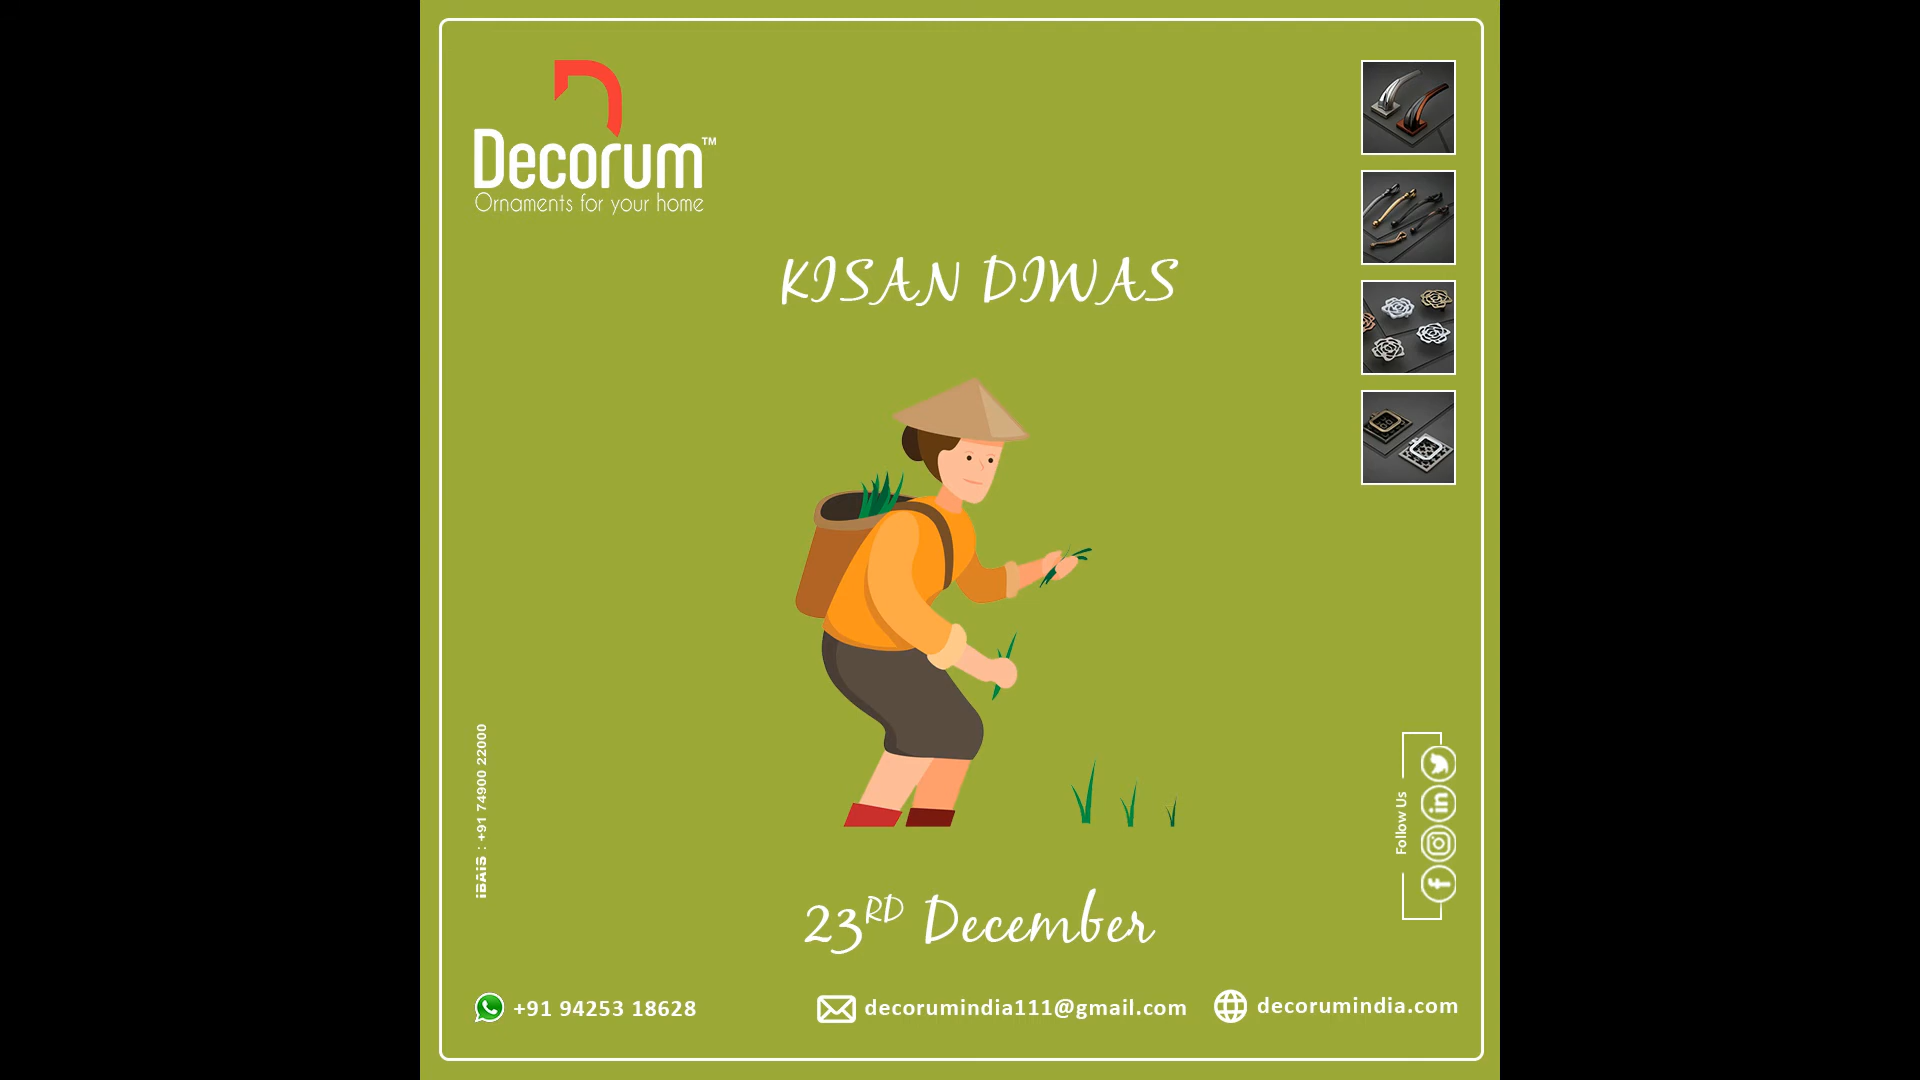 Decorum™
Ornaments for your home
KISAN DIWAS
23RD December
iBAiS : +91 74900 22000
Follow Us
+91 94253 18628
decorumindia111@gmail.com
decorumindia.com